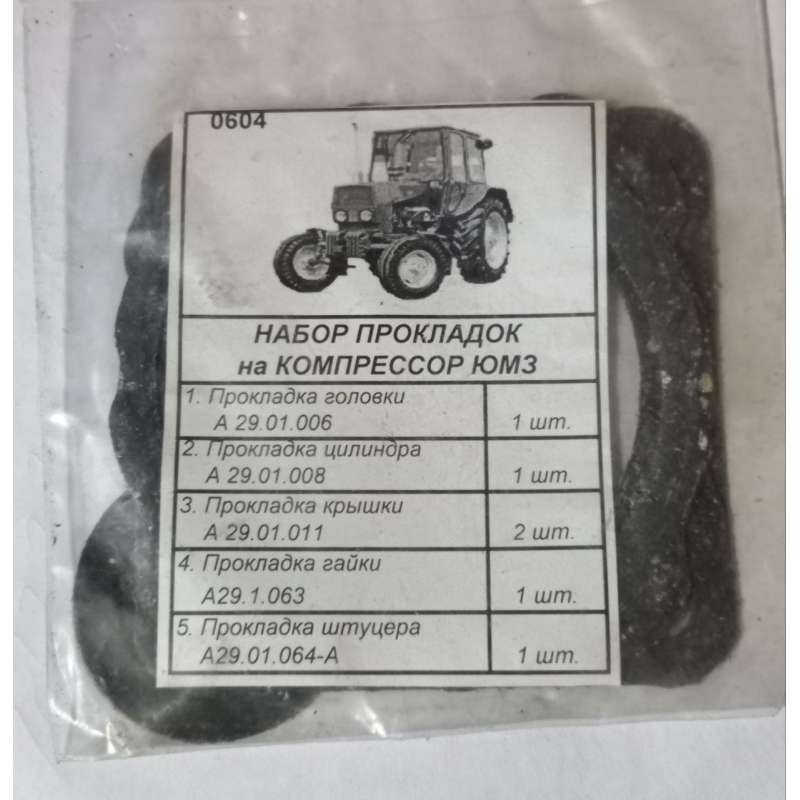 0604
НАБОР ПРОКЛАДОК
на КОМПРЕССОР ЮМЗ
1. Прокладка головки
А 29.01.006 1 шт.
2. Прокладка цилиндра
А 29.01.008 1 шт.
3. Прокладка крышки
А 29.01.011 2 шт.
4. Прокладка гайки
А29.1.063 1 шт.
5. Прокладка штуцера
А29.01.064-А 1 шт.